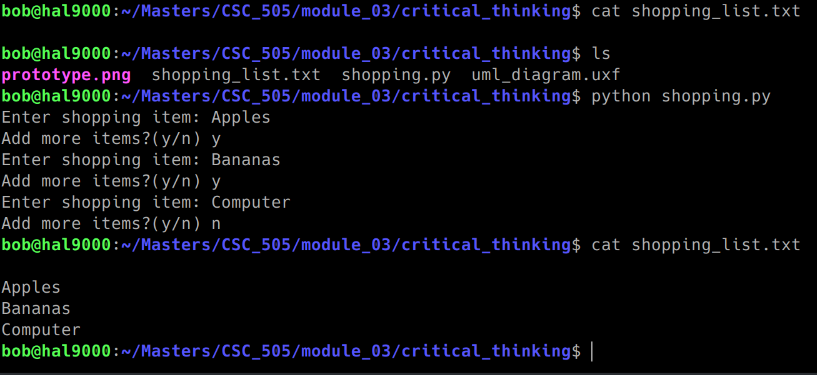 bob@hal9000:~/Masters/CSC_505/module_03/critical_thinking$ cat shopping_list.txt
bob@hal9000:~/Masters/CSC_505/module_03/critical_thinking$ ls
prototype.png  shopping_list.txt  shopping.py  uml_diagram.uxf
bob@hal9000:~/Masters/CSC_505/module_03/critical_thinking$ python shopping.py
Enter shopping item: Apples
Add more items?(y/n) y
Enter shopping item: Bananas
Add more items?(y/n) y
Enter shopping item: Computer
Add more items?(y/n) n
bob@hal9000:~/Masters/CSC_505/module_03/critical_thinking$ cat shopping_list.txt
Apples
Bananas
Computer
bob@hal9000:~/Masters/CSC_505/module_03/critical_thinking$